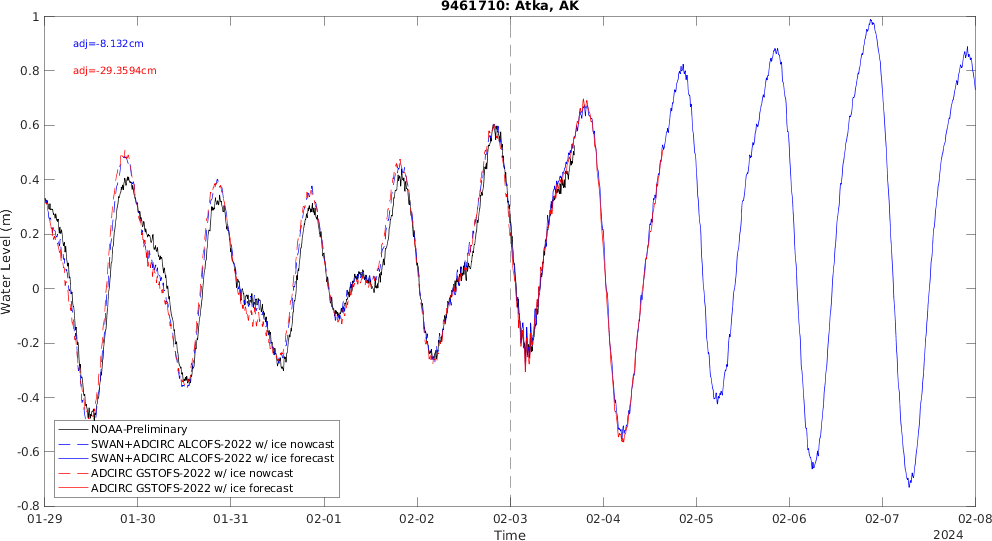 9461710: Atka, AK
adj=-8.132cm
adj=-29.3594cm
Water Level (m)
1
0.8
0.6
0.4
0.2
0
-0.2
-0.4
-0.6
-0.8
NOAA-Preliminary
SWAN+ADCIRC ALCOFS-2022 w/ ice nowcast
SWAN+ADCIRC ALCOFS-2022 w/ ice forecast
ADCIRC GSTOFS-2022 w/ ice nowcast
ADCIRC GSTOFS-2022 w/ ice forecast
01-29 01-30 01-31 02-01 02-02 02-03 02-04 02-05 02-06 02-07 02-08
Time
2024